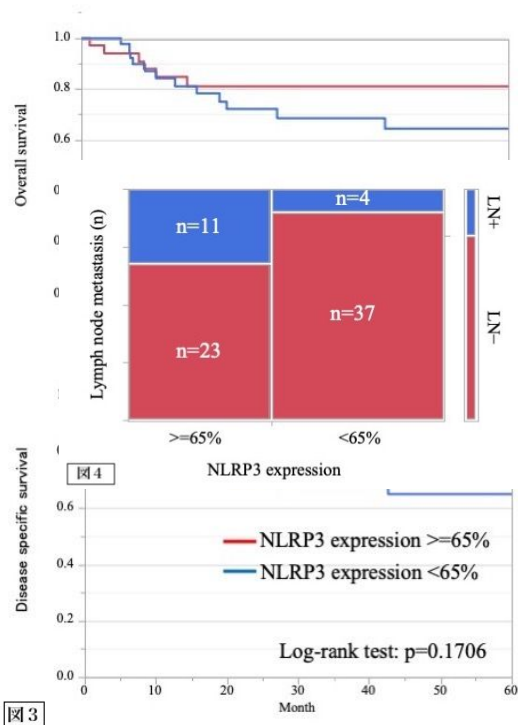 1.0
0.8
0.6
Overall survival
Lymph node metastasis (n)
n=11
n=4
n=23
n=37
LN+
LN−
>=65%
<65%
図4
NLRP3 expression
Disease specific survival
0.6
0.4
0.2
0.0
NLRP3 expression >=65%
NLRP3 expression <65%
Log-rank test: p=0.1706
0
10
20
30
40
50
60
Month
図3